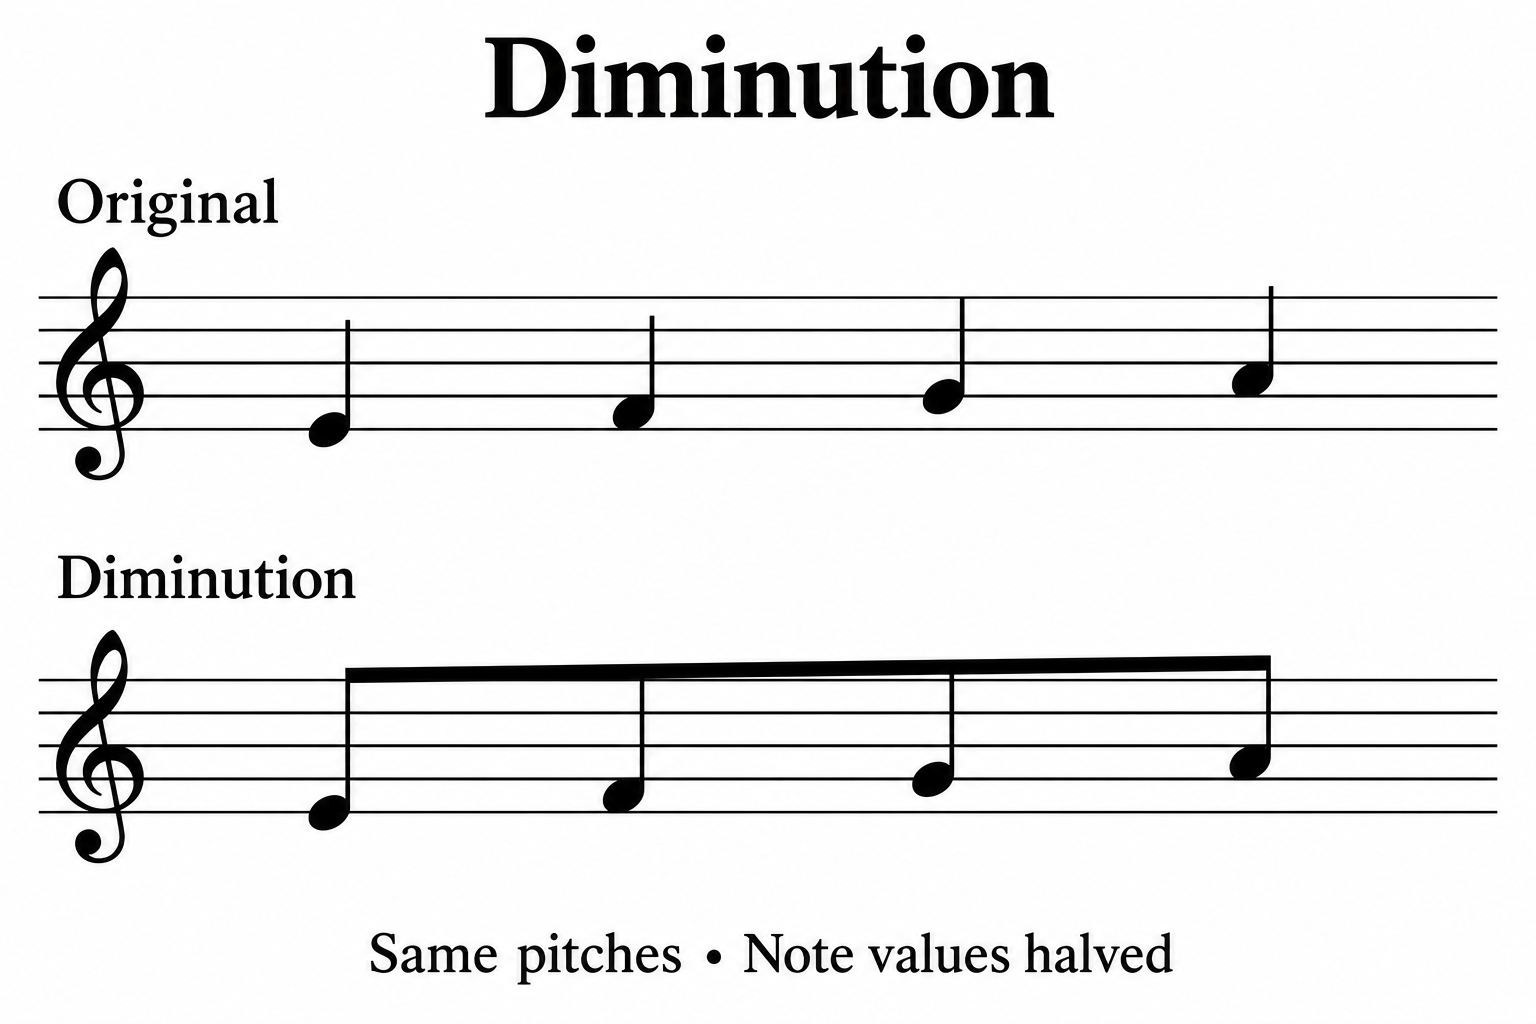 Diminution
Original
Diminution
Same pitches • Note values halved